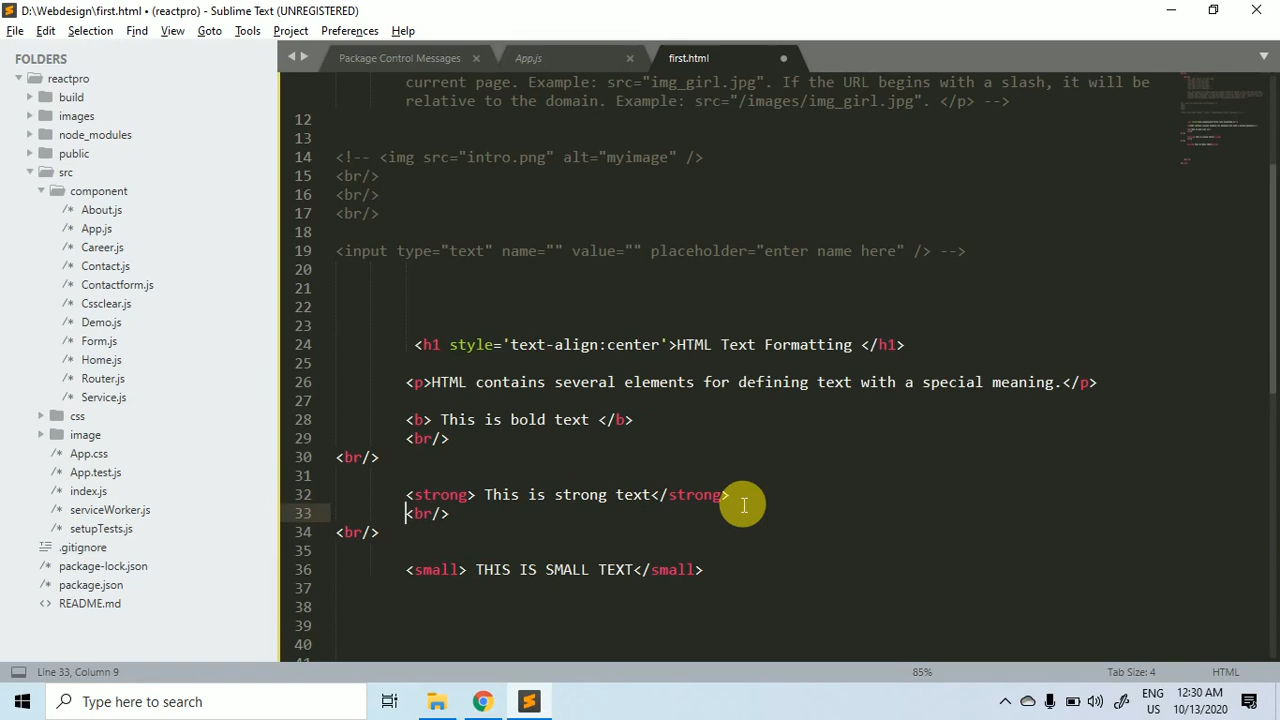 D:\Webdesign\first.html • (reactpro) - Sublime Text (UNREGISTERED)
File Edit Selection Find View Goto Tools Project Preferences Help
FOLDERS
reactpro
build
images
node_modules
public
src
component
/* About.js
/* App.js
/* Career.js
/* Contact.js
/* Contactform.js
/* Cssclear.js
/* Demo.js
/* Form.js
/* Home.js
/* Router.js
/* Service.js
css
image
/* App.css
/* App.test.js
/* index.js
/* serviceWorker.js
/* setupTests.js
.gitignore
package-lock.json
package.json
<> README.md
Package Control Messages × App.js × first.html
current page. Example: src="img_girl.jpg". If the URL begins with a slash, it will be
relative to the domain. Example: src="/images/img_girl.jpg". </p> -->
12
13
14 <!-- <img src="intro.png" alt="myimage" />
15 <br/>
16 <br/>
17 <br/>
18
19 <input type="text" name="" value="" placeholder="enter name here" /> -->
20
21
22
23
24 <h1 style='text-align:center'>HTML Text Formatting </h1>
25
26 <p>HTML contains several elements for defining text with a special meaning.</p>
27
28 <b> This is bold text </b>
29 <br/>
30 <br/>
31
32 <strong> This is strong text</strong>
33 <br/>
34 <br/>
35
36 <small> THIS IS SMALL TEXT</small>
37
38
39
40
Line 33, Column 9 85% Tab Size: 4 HTML
Type here to search
ENG
US
12:30 AM
10/13/2020